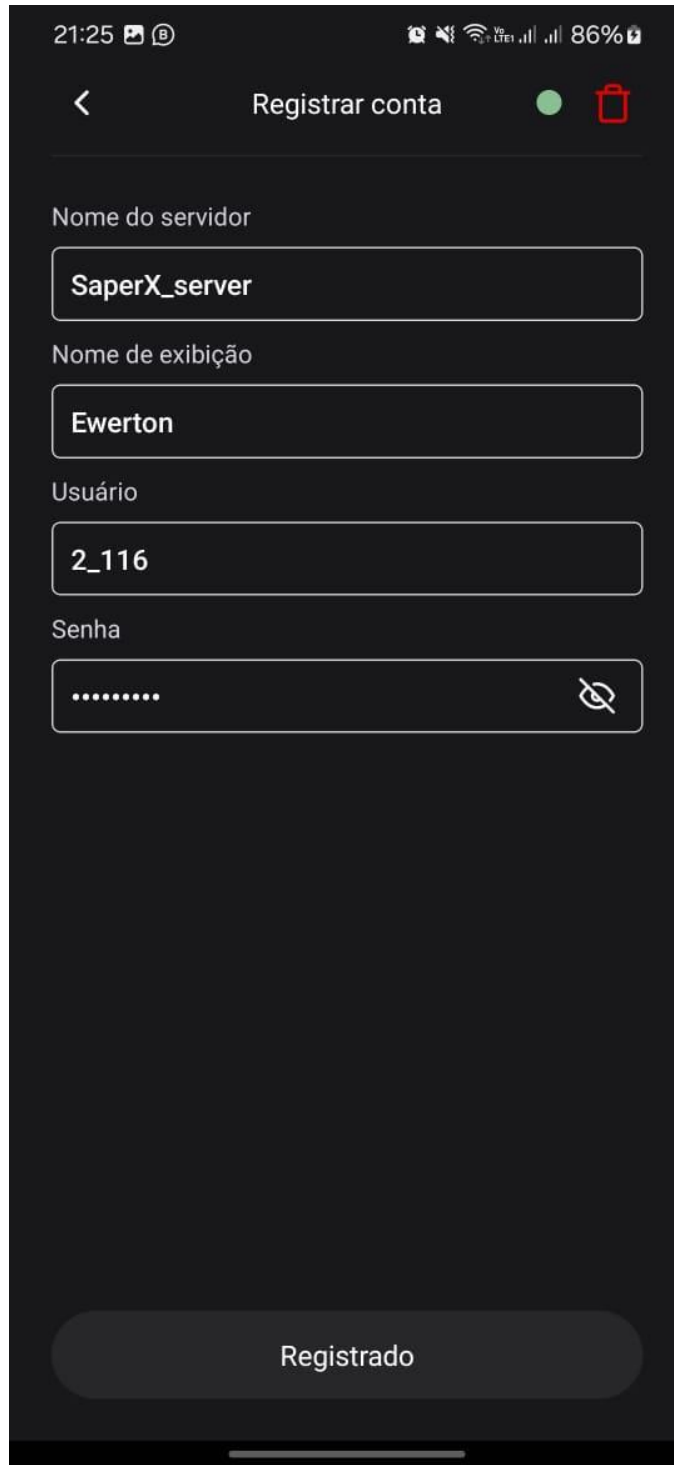 21:25
86%
Registrar conta
Nome do servidor
SaperX_server
Nome de exibição
Ewerton
Usuário
2_116
Senha
•••••••••
Registrado